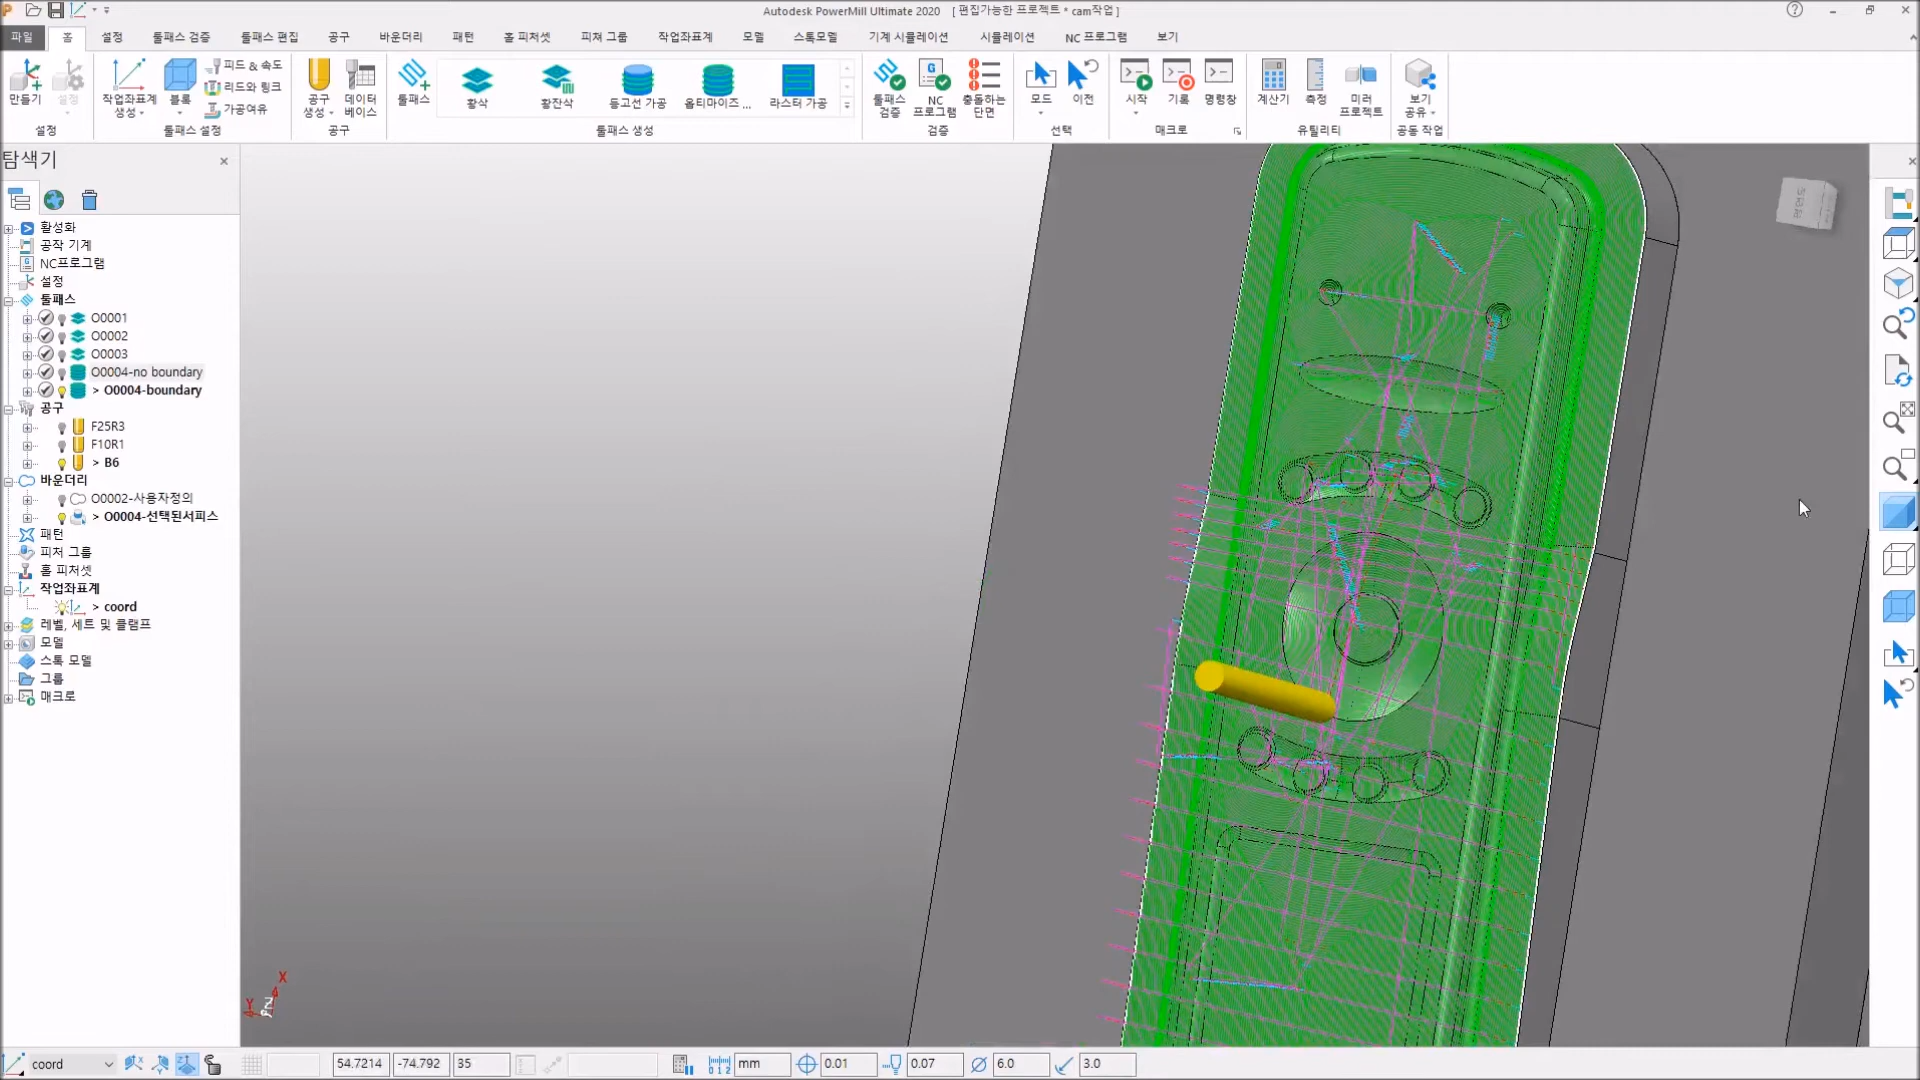 Autodesk PowerMill Ultimate 2020 [ 편집가능한 프로젝트 * cam작업 ]
파일 홈 설정 툴패스 검증 툴패스 편집 공구 바운더리 패턴 홀 피처셋 피쳐 그룹 작업좌표계 모델 스톡모델 기계 시뮬레이션 시뮬레이션 NC 프로그램 보기
만들기 설정 작업좌표계 생성 블록 피드 & 속도 리드와 링크 가공여유 공구 생성 데이터 베이스 툴패스 황삭 황잔삭 등고선 가공 옵티마이즈 ... 라스터 가공 툴패스 검증 NC 프로그램 충돌하는 단면 모드 이전 시작 기록 명령창 계산기 측정 미러 프로젝트 보기 공유
설정 툴패스 설정 공구 툴패스 생성 검증 선택 매크로 유틸리티 공동 작업
탐색기
활성화
공작 기계
NC프로그램
설정
툴패스
O0001
O0002
O0003
O0004-no boundary
> O0004-boundary
공구
F25R3
F10R1
> B6
바운더리
O0002-사용자정의
> O0004-선택된서피스
패턴
피처 그룹
홀 피처셋
작업좌표계
> coord
레벨, 세트 및 클램프
모델
스톡 모델
그룹
매크로
X
Y
Z
coord 54.7214 -74.792 35 mm 0.01 0.07 6.0 3.0